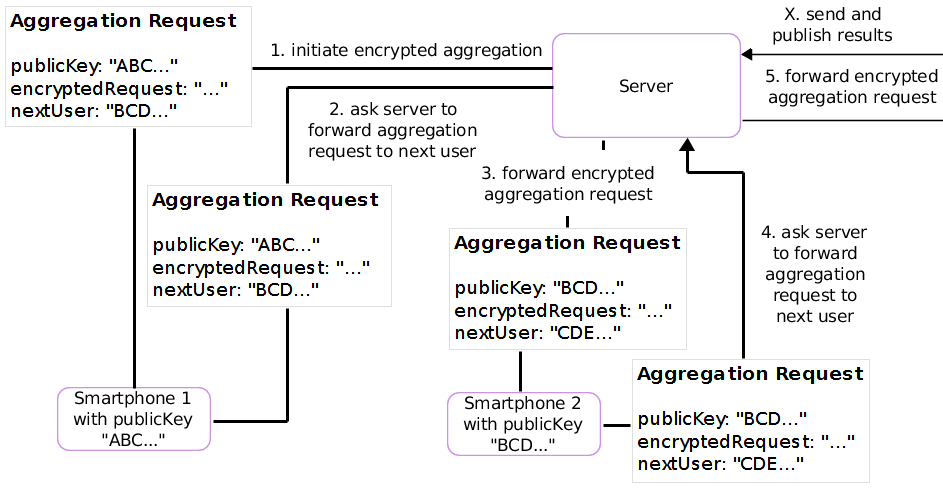 Aggregation Request
publicKey: "ABC..."
encryptedRequest: "..."
nextUser: "BCD..."
1. initiate encrypted aggregation
Server
X. send and
publish results
5. forward encrypted
aggregation request
2. ask server to
forward aggregation
request to next user
3. forward encrypted
aggregation request
Aggregation Request
publicKey: "ABC..."
encryptedRequest: "..."
nextUser: "BCD..."
Aggregation Request
publicKey: "BCD..."
encryptedRequest: "..."
nextUser: "CDE..."
4. ask server
to forward
aggregation
request to
next user
Smartphone 1
with publicKey
"ABC..."
Smartphone 2
with publicKey
"BCD..."
Aggregation Request
publicKey: "BCD..."
encryptedRequest: "..."
nextUser: "CDE..."